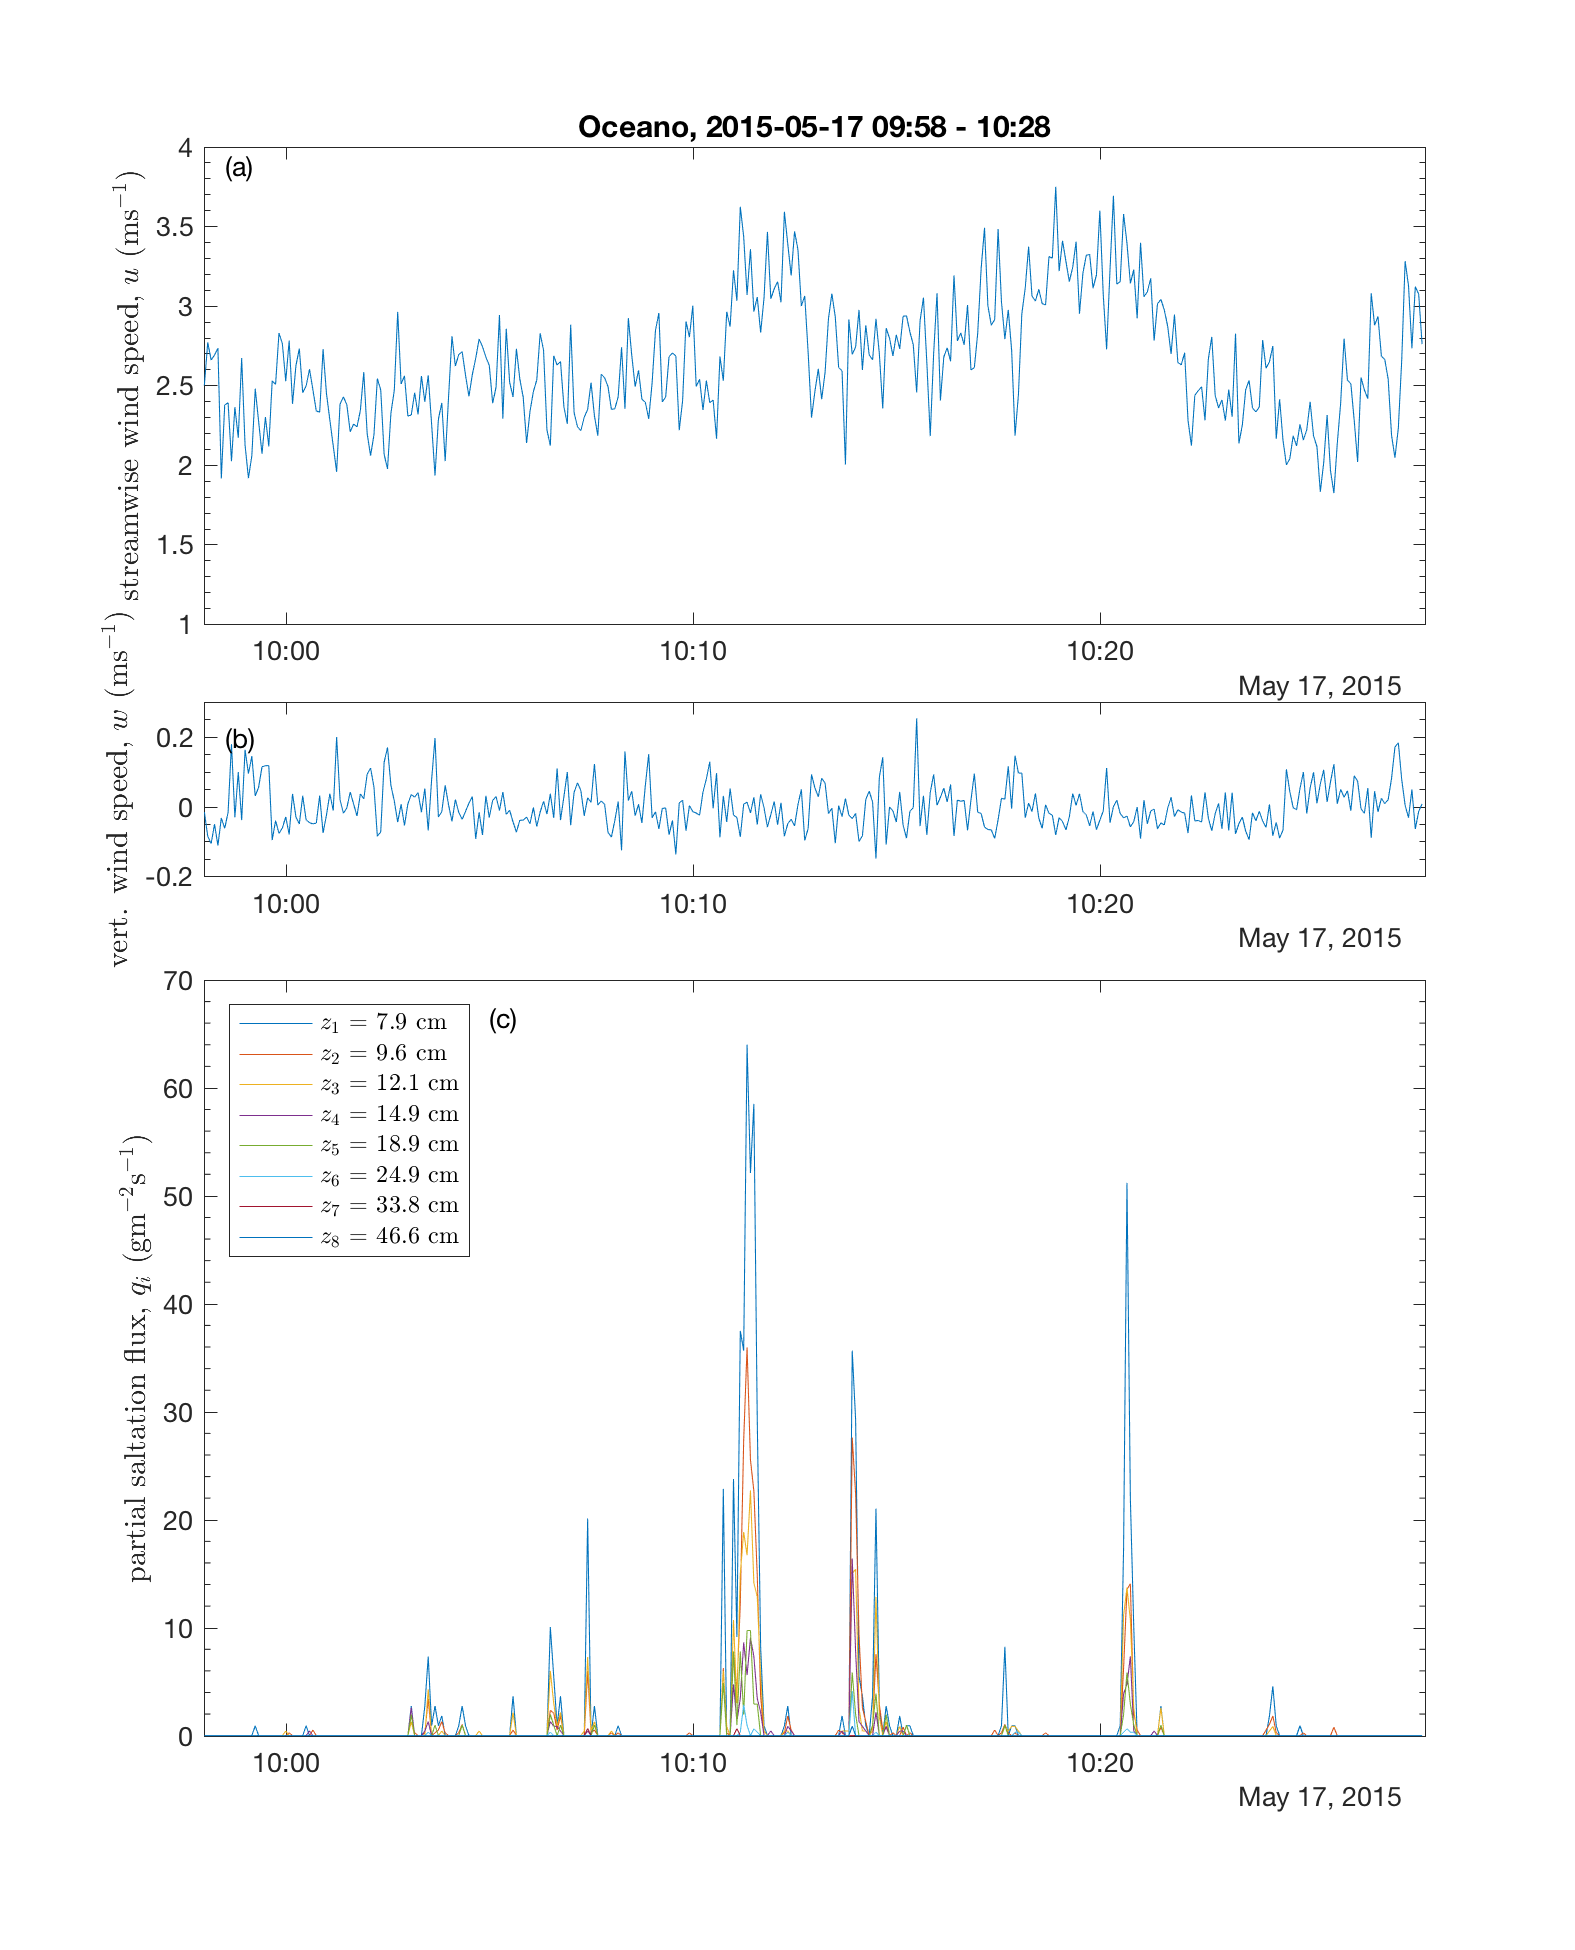 Oceano, 2015-05-17 09:58 - 10:28
(a)
streamwise wind speed, u (ms⁻¹)
4
3.5
3
2.5
2
1.5
1
10:00 10:10 10:20
May 17, 2015
(b)
vert. wind speed, w (ms⁻¹)
0.2
0
-0.2
10:00 10:10 10:20
May 17, 2015
(c)
partial saltation flux, qᵢ (gm⁻²s⁻¹)
70
60
50
40
30
20
10
0
z₁ = 7.9 cm
z₂ = 9.6 cm
z₃ = 12.1 cm
z₄ = 14.9 cm
z₅ = 18.9 cm
z₆ = 24.9 cm
z₇ = 33.8 cm
z₈ = 46.6 cm
10:00 10:10 10:20
May 17, 2015